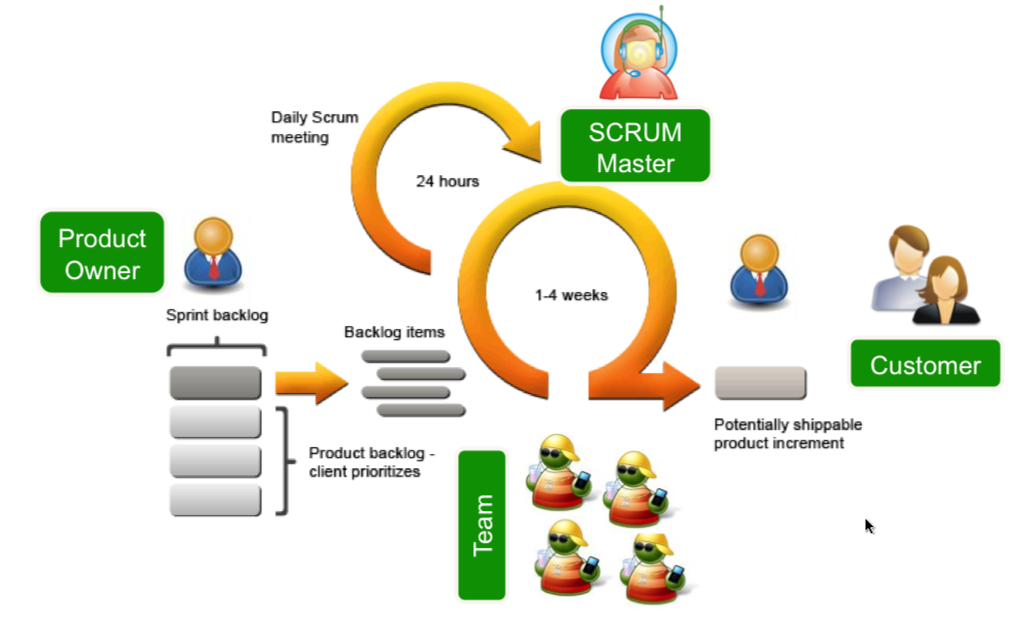 SCRUM
Master
Daily Scrum
meeting
24 hours
Product
Owner
1-4 weeks
Sprint backlog
Backlog items
Customer
Potentially shippable
product increment
Product backlog -
client prioritizes
Team